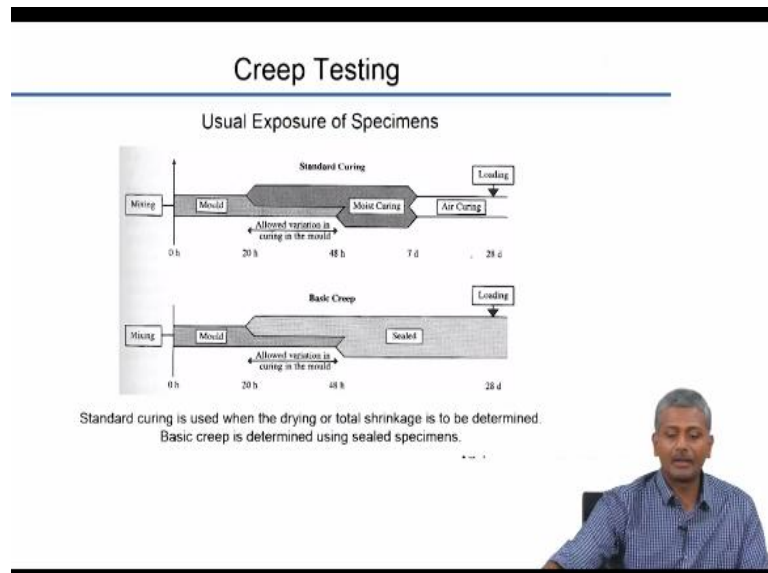 Creep Testing
Usual Exposure of Specimens
Standard Curing
Loading
Mixing
Mould
Moist Curing
Air Curing
Allowed variation in
curing in the mould
0 h
20 h
48 h
7 d
28 d
Basic Creep
Loading
Mixing
Mould
Sealed
Allowed variation in
curing in the mould
0 h
20 h
48 h
28 d
Standard curing is used when the drying or total shrinkage is to be determined.
Basic creep is determined using sealed specimens.